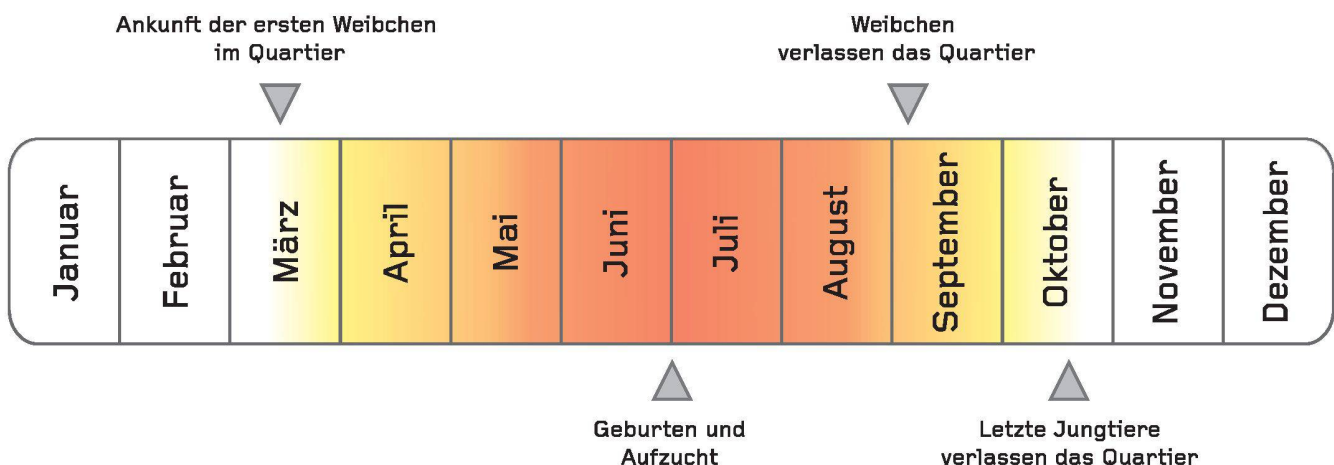 Ankunft der ersten Weibchen
im Quartier
Weibchen
verlassen das Quartier
Januar
Februar
März
April
Mai
Juni
Juli
August
September
Oktober
November
Dezember
Geburten und
Aufzucht
Letzte Jungtiere
verlassen das Quartier